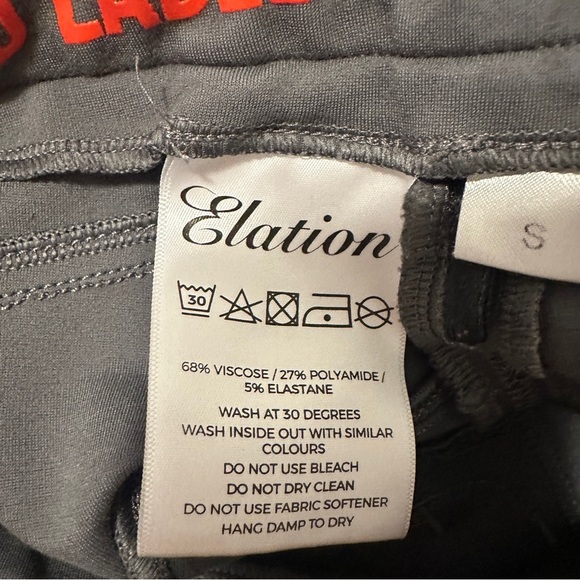 LABEL
Elation
S
30
68% VISCOSE / 27% POLYAMIDE /
5% ELASTANE
WASH AT 30 DEGREES
WASH INSIDE OUT WITH SIMILAR
COLOURS
DO NOT USE BLEACH
DO NOT DRY CLEAN
DO NOT USE FABRIC SOFTENER
HANG DAMP TO DRY